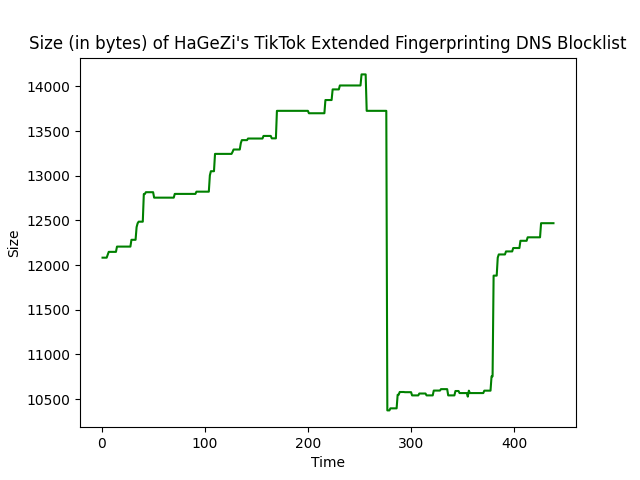 Size (in bytes) of HaGeZi's TikTok Extended Fingerprinting DNS Blocklist
14000
13500
13000
12500
12000
11500
11000
10500
Size
0 100 200 300 400
Time